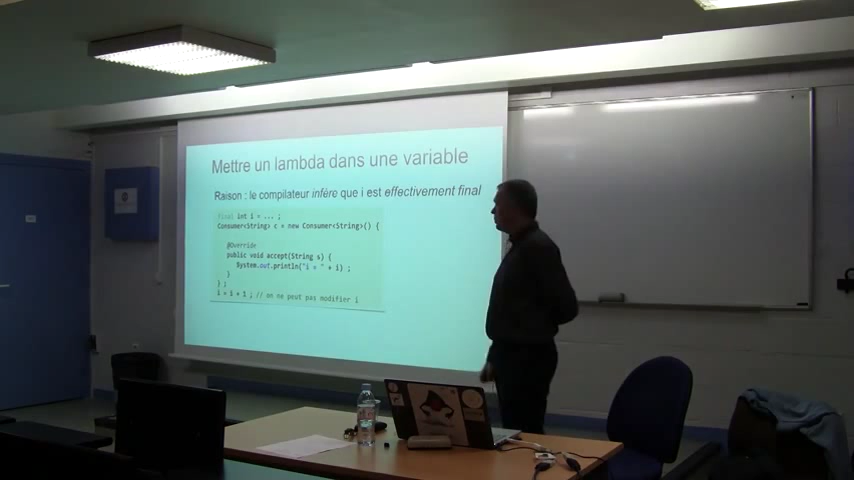 Mettre un lambda dans une variable
Raison : le compilateur infère que i est effectivement final
final int i = ... ;
Consumer<String> c = new Consumer<String>() {
@Override
public void accept(String s) {
System.out.println("i = " + i) ;
}
} ;
i = i + 1 ; // on ne peut pas modifier i